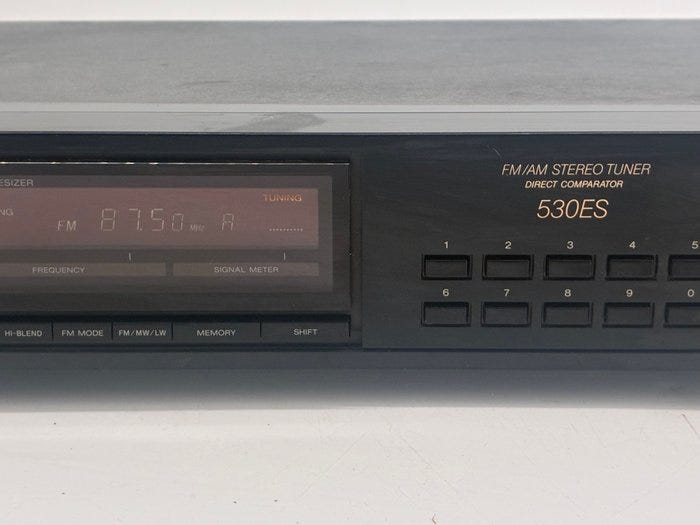 ESIZER
TUNING
NG
FM 87.50 MHz A
FREQUENCY
SIGNAL METER
HI-BLEND
FM MODE
FM/MW/LW
MEMORY
SHIFT
FM/AM STEREO TUNER
DIRECT COMPARATOR
530ES
1 2 3 4 5
6 7 8 9 0